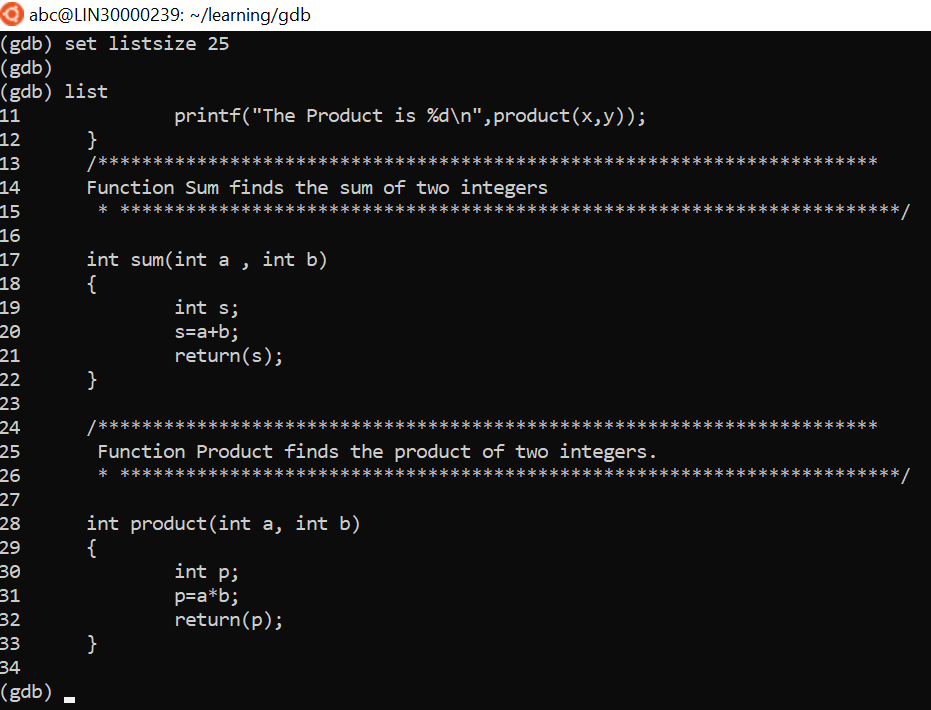 abc@LIN30000239: ~/learning/gdb
(gdb) set listsize 25
(gdb)
(gdb) list
11              printf("The Product is %d\n",product(x,y));
12      }
13      /***********************************************************************
14      Function Sum finds the sum of two integers
15       * ***********************************************************************/
16
17      int sum(int a , int b)
18      {
19              int s;
20              s=a+b;
21              return(s);
22      }
23
24      /***********************************************************************
25       Function Product finds the product of two integers.
26       * ***********************************************************************/
27
28      int product(int a, int b)
29      {
30              int p;
31              p=a*b;
32              return(p);
33      }
34
(gdb)